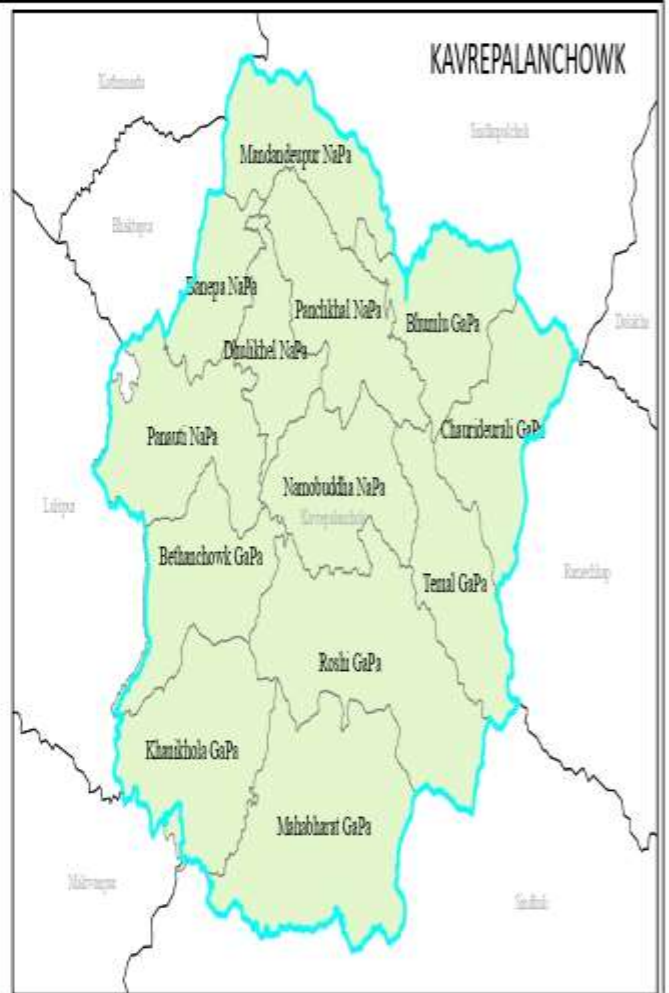 KAVREPALANCHOWK
Kathmandu
Sindhupalchok
Mandandeupur NaPa
Bhaktapur
Banepa NaPa
Panchkhal NaPa
Bhumlu GaPa
Dolakha
Dhulikhel NaPa
Panauti NaPa
Chaurideurali GaPa
Namobuddha NaPa
Lalitpur
Kavrepalanchok
Bethanchowk GaPa
Temal GaPa
Ramechhap
Roshi GaPa
Khanikhola GaPa
Mahabharat GaPa
Makwanpur
Sindhuli